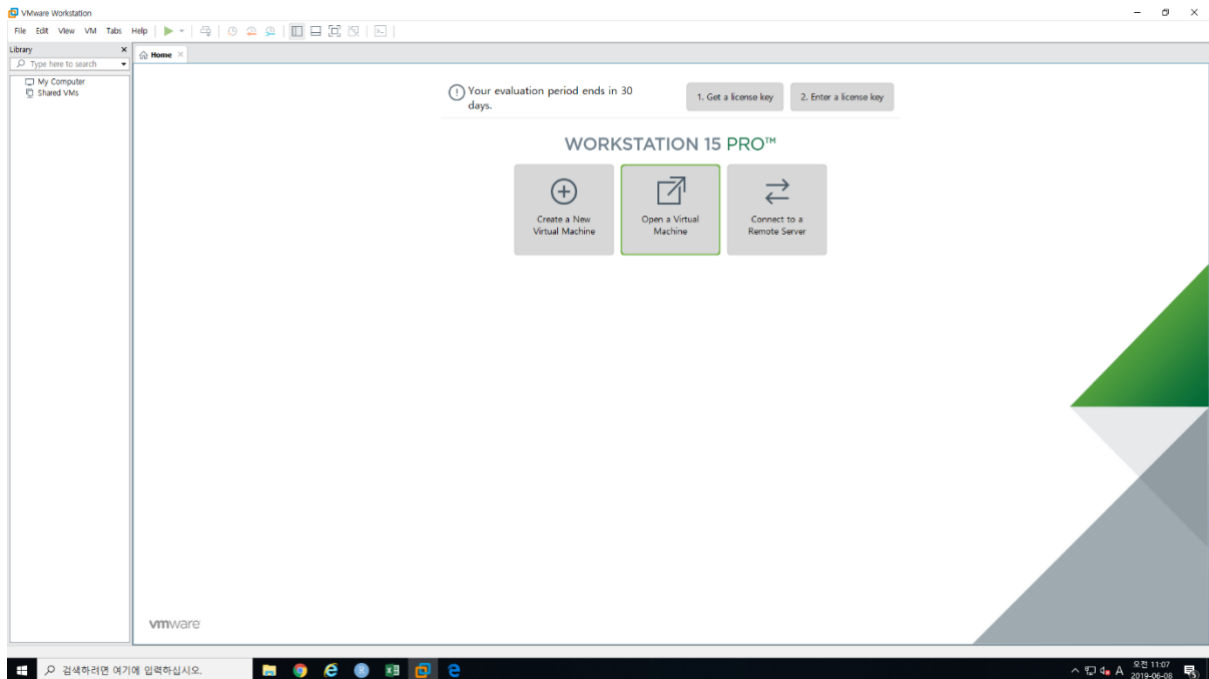 VMware Workstation
File Edit View VM Tabs Help
Library
Home
Type here to search
My Computer
Shared VMs
Your evaluation period ends in 30
days.
1. Get a license key
2. Enter a license key
WORKSTATION 15 PRO™
Create a New
Virtual Machine
Open a Virtual
Machine
Connect to a
Remote Server
vmware
검색하려면 여기에 입력하십시오.
A
오전 11:07
2019-06-08